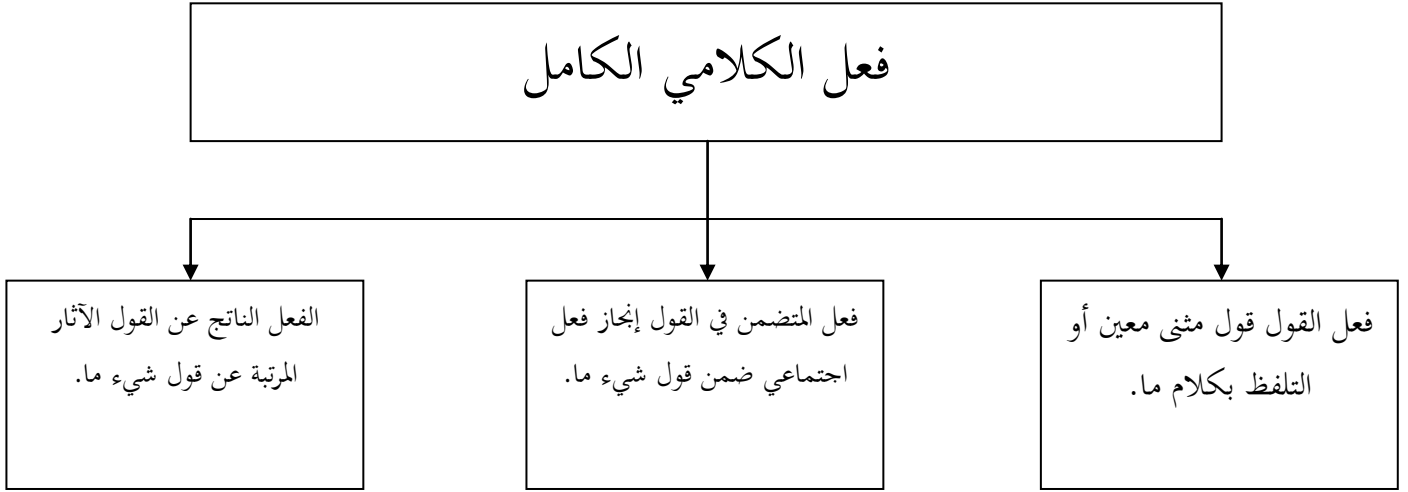 فعل الكلامي الكامل
فعل القول قول مثنى معين أو
التلفظ بكلام ما.
فعل المتضمن في القول إنجاز فعل
اجتماعي ضمن قول شيء ما.
الفعل الناتج عن القول الآثار
المرتبة عن قول شيء ما.